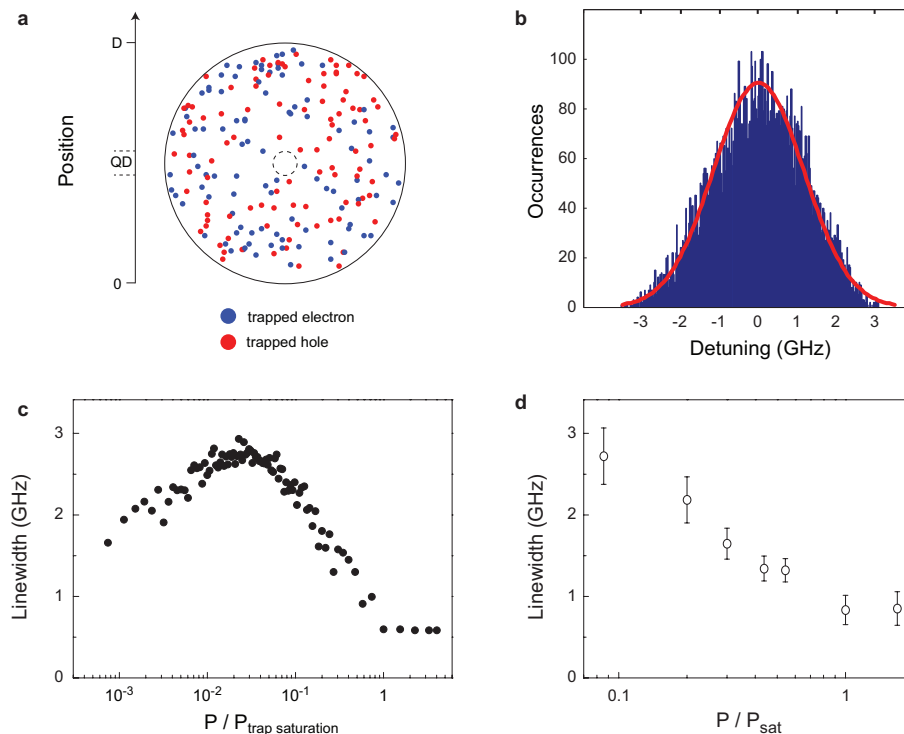 a
D
QD
0
Position
trapped electron
trapped hole
b
100
80
60
40
20
0
Occurrences
-3 -2 -1 0 1 2 3
Detuning (GHz)
c
3
2
1
0
Linewidth (GHz)
10-3 10-2 10-1 1
P / Ptrap saturation
d
3
2
1
0
Linewidth (GHz)
0.1 1
P / Psat